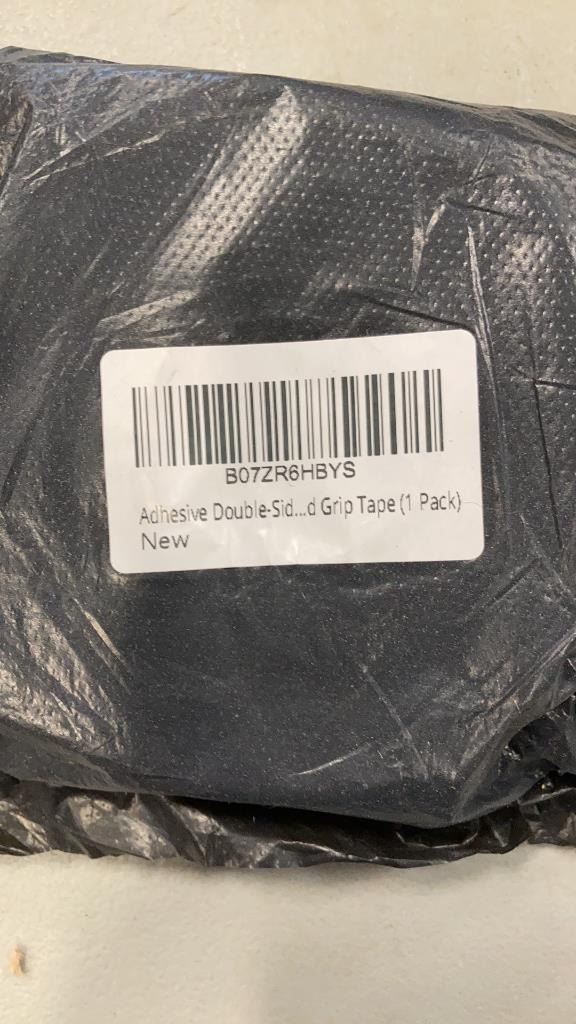 B07ZR6HBYS
Adhesive Double-Sid...d Grip Tape (1 Pack)
New